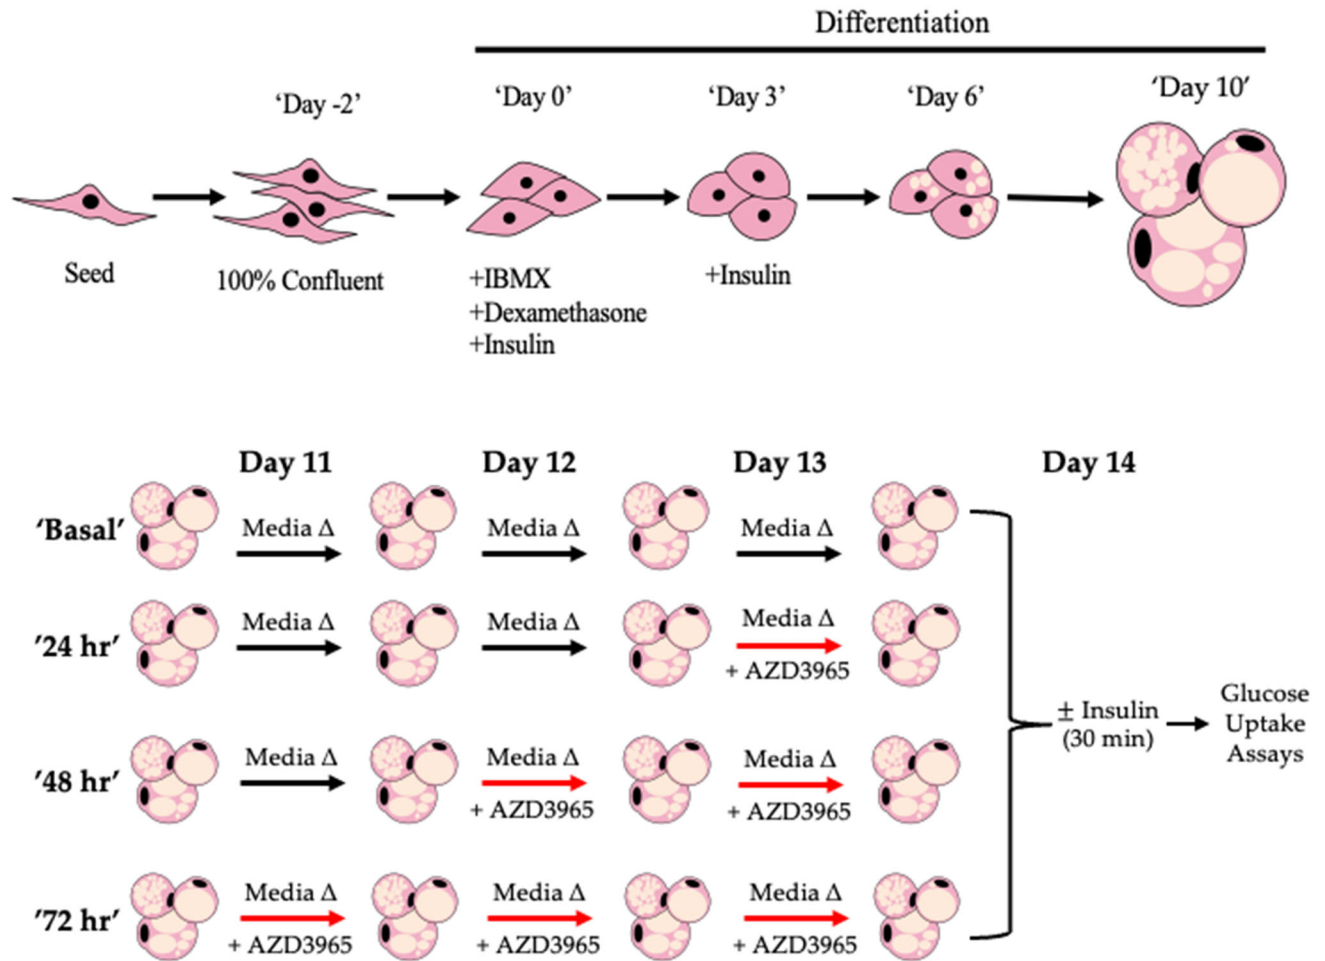 Differentiation
‘Day -2’
‘Day 0’
‘Day 3’
‘Day 6’
‘Day 10’
Seed
100% Confluent
+IBMX
+Dexamethasone
+Insulin
+Insulin
Day 11
Day 12
Day 13
Day 14
‘Basal’
Media Δ
Media Δ
Media Δ
’24 hr’
Media Δ
Media Δ
Media Δ
+ AZD3965
’48 hr’
Media Δ
Media Δ
+ AZD3965
Media Δ
+ AZD3965
’72 hr’
Media Δ
+ AZD3965
Media Δ
+ AZD3965
Media Δ
+ AZD3965
± Insulin
(30 min)
Glucose
Uptake
Assays